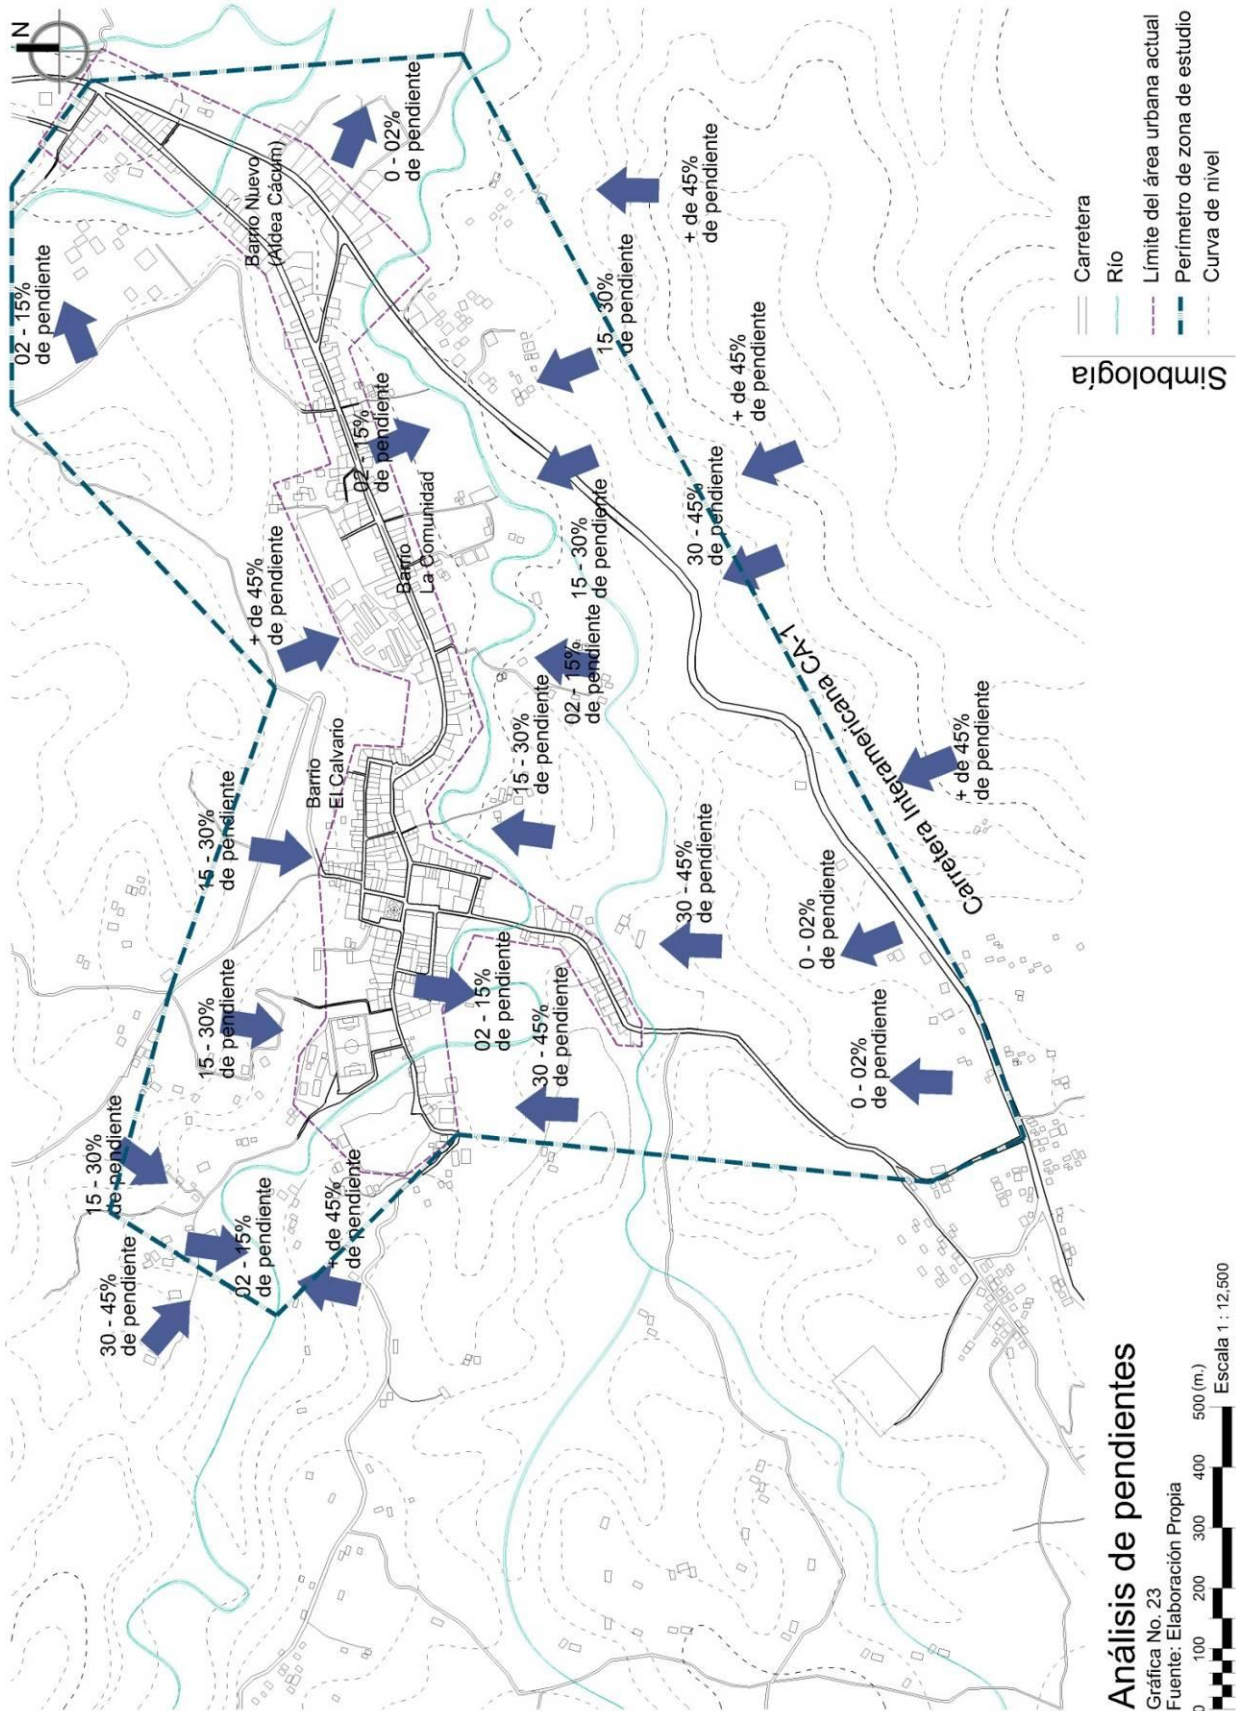 N
02 - 15%
de pendiente
30 - 45%
de pendiente
15 - 30%
de pendiente
15 - 30%
de pendiente
15 - 30%
de pendiente
02 - 15%
de pendiente
+ de 45%
de pendiente
Barrio Nuevo
(Aldea Cácum)
Barrio
El Calvario
+ de 45%
de pendiente
02 - 15%
de pendiente
0 - 02%
de pendiente
Barrio
La Comunidad
02 - 15%
de pendiente
15 - 30%
de pendiente
30 - 45%
de pendiente
02 - 15%
de pendiente
15 - 30%
de pendiente
15 - 30%
de pendiente
30 - 45%
de pendiente
+ de 45%
de pendiente
30 - 45%
de pendiente
+ de 45%
de pendiente
0 - 02%
de pendiente
0 - 02%
de pendiente
Carretera Interamericana CA-1
+ de 45%
de pendiente
Análisis de pendientes
Gráfica No. 23
Fuente: Elaboración Propia
0 100 200 300 400 500 (m.)
Escala 1 : 12,500
Simbología
Carretera
Río
Límite del área urbana actual
Perímetro de zona de estudio
Curva de nivel